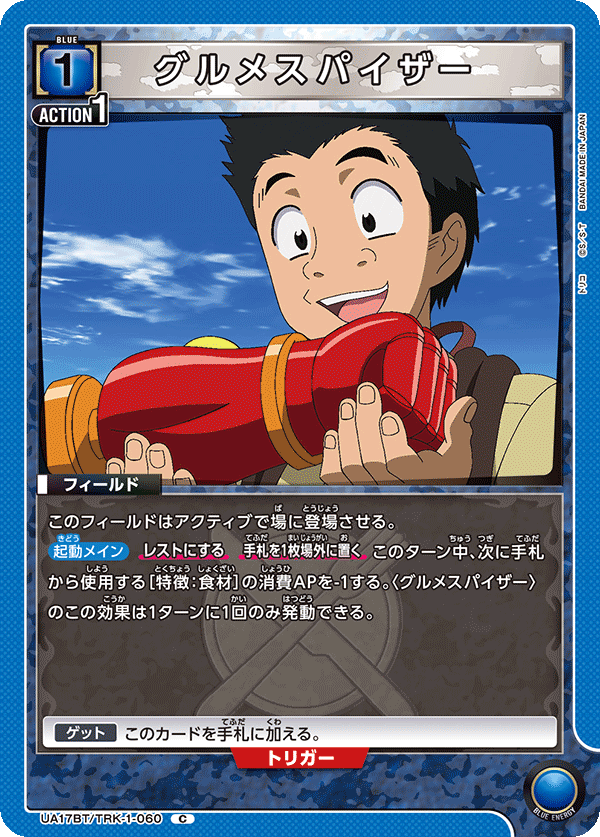 BLUE
1
グルメスパイザー
ACTION 1
トリコ ©S/S・T BANDAI MADE IN JAPAN
フィールド
このフィールドはアクティブで場に登場させる。
起動メイン レストにする 手札を1枚場外に置く このターン中、次に手札
から使用する[特徴:食材]の消費APを-1する。〈グルメスパイザー〉
のこの効果は1ターンに1回のみ発動できる。
ゲット このカードを手札に加える。
トリガー
UA17BT/TRK-1-060 C
BLUE ENERGY